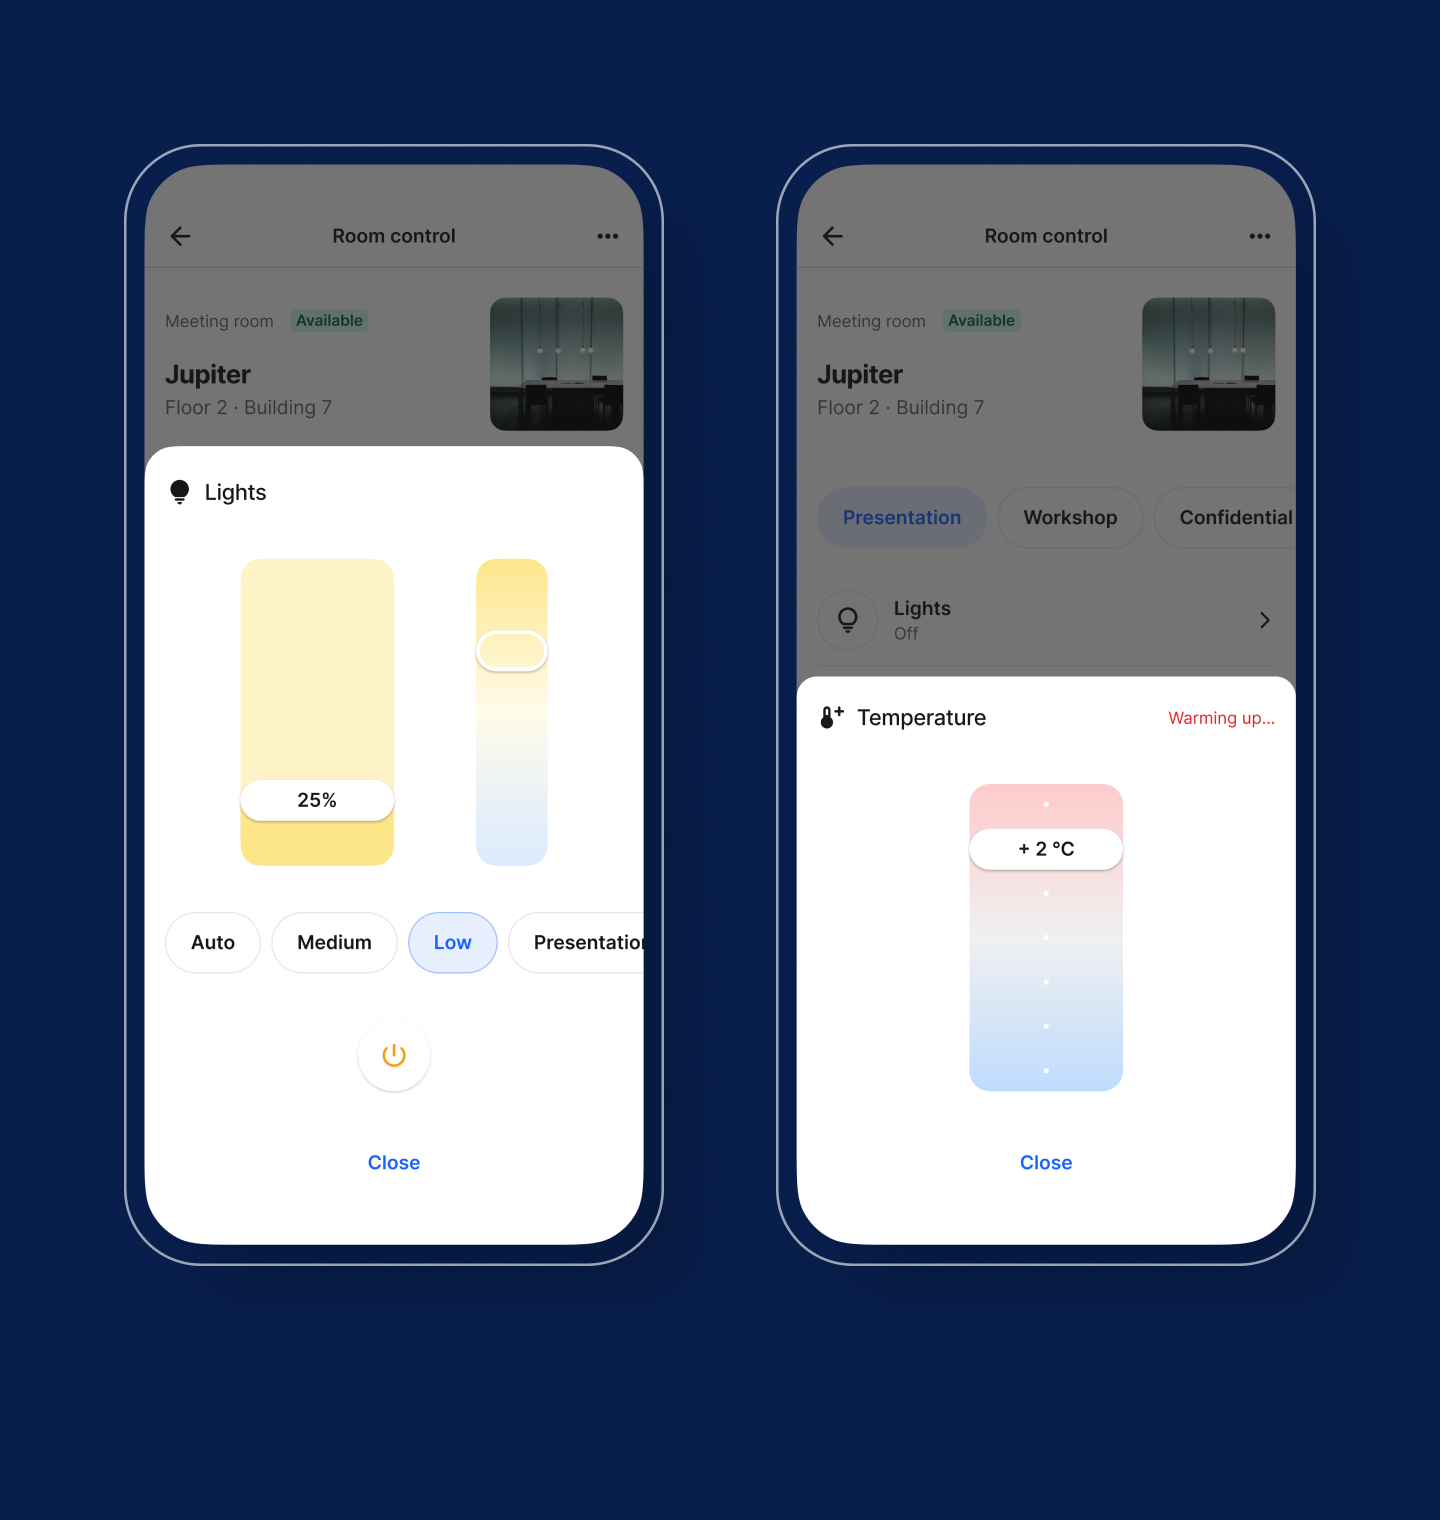 Room control
Meeting room Available
Jupiter
Floor 2 · Building 7
Lights
25%
Auto Medium Low Presentation
Close
Room control
Meeting room Available
Jupiter
Floor 2 · Building 7
Presentation Workshop Confidential
Lights
Off
Temperature Warming up...
+ 2 °C
Close